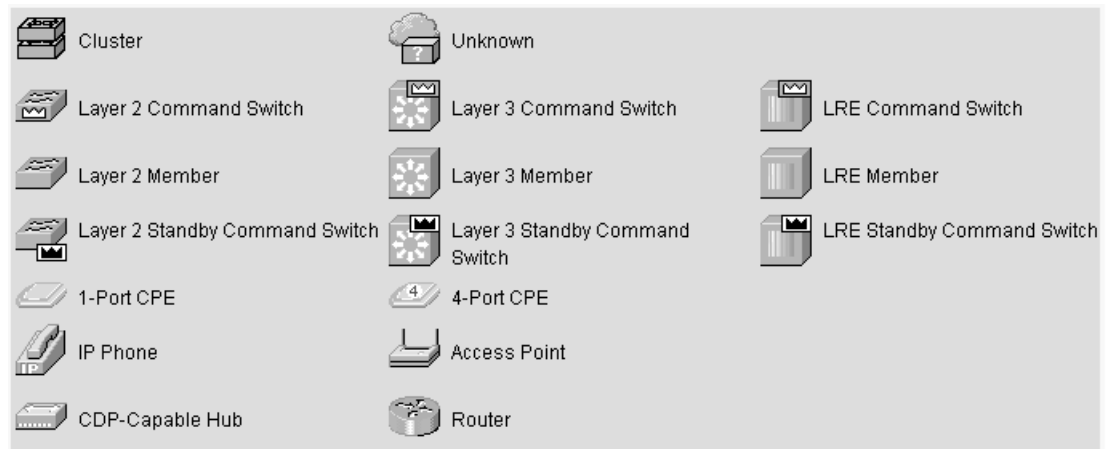 Cluster
? Unknown
Layer 2 Command Switch
Layer 3 Command Switch
LRE Command Switch
Layer 2 Member
Layer 3 Member
LRE Member
Layer 2 Standby Command Switch
Layer 3 Standby Command
Switch
LRE Standby Command Switch
1-Port CPE
4 4-Port CPE
IP IP Phone
Access Point
CDP-Capable Hub
Router